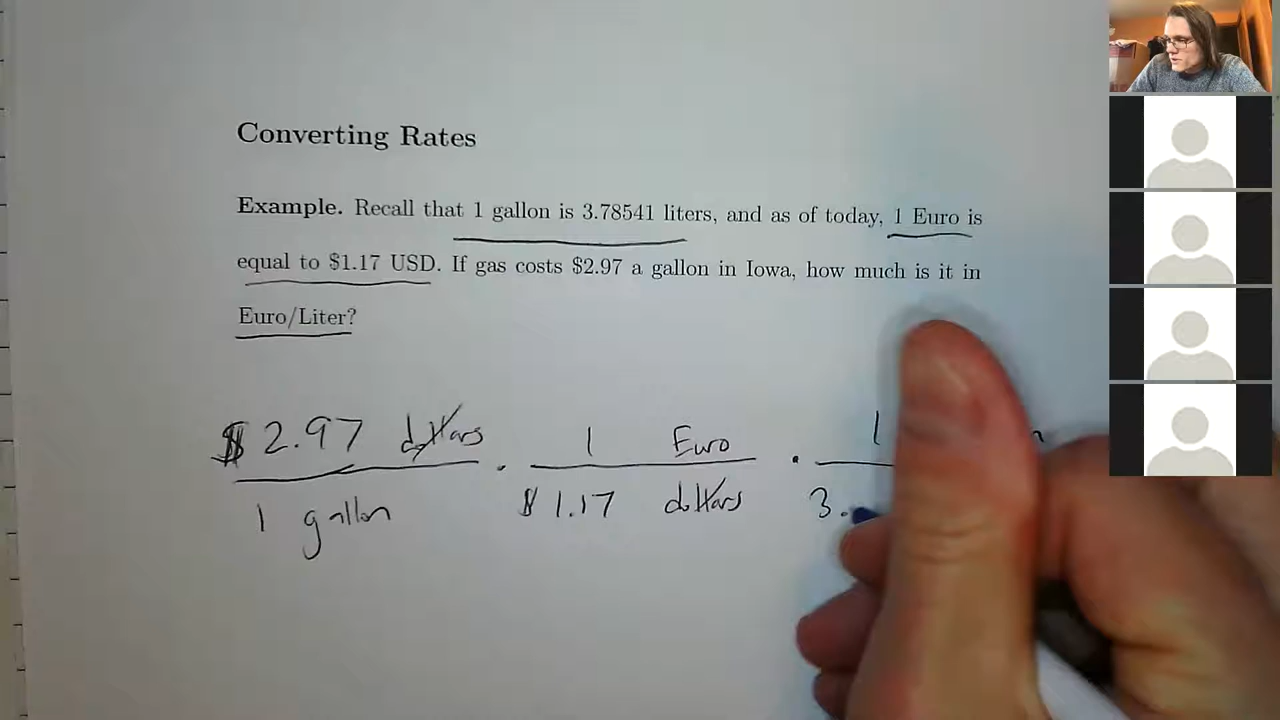 Converting Rates
Example. Recall that 1 gallon is 3.78541 liters, and as of today, 1 Euro is
equal to $1.17 USD. If gas costs $2.97 a gallon in Iowa, how much is it in
Euro/Liter?
$ 2.97 dollars . 1 Euro . 1
1 gallon $ 1.17 dollars 3.